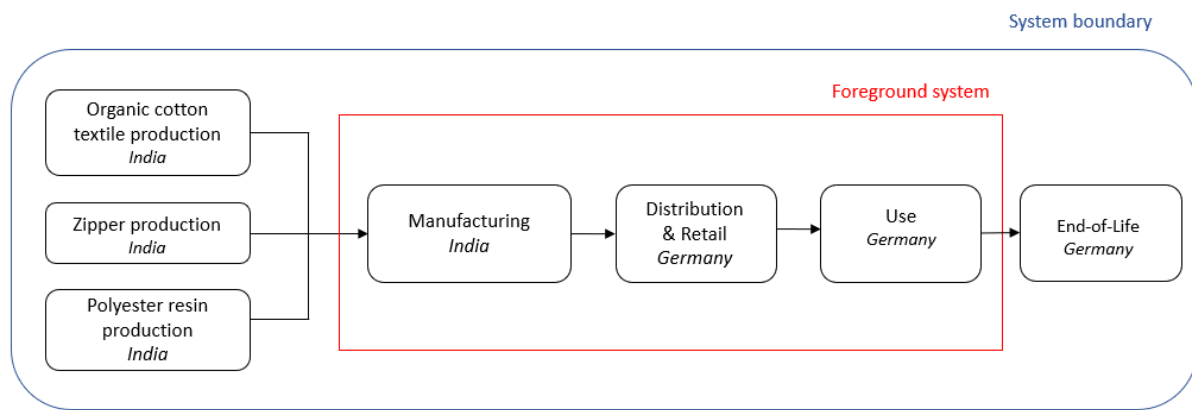 System boundary
Foreground system
Organic cotton
textile production
India
Zipper production
India
Polyester resin
production
India
Manufacturing
India
Distribution
& Retail
Germany
Use
Germany
End-of-Life
Germany